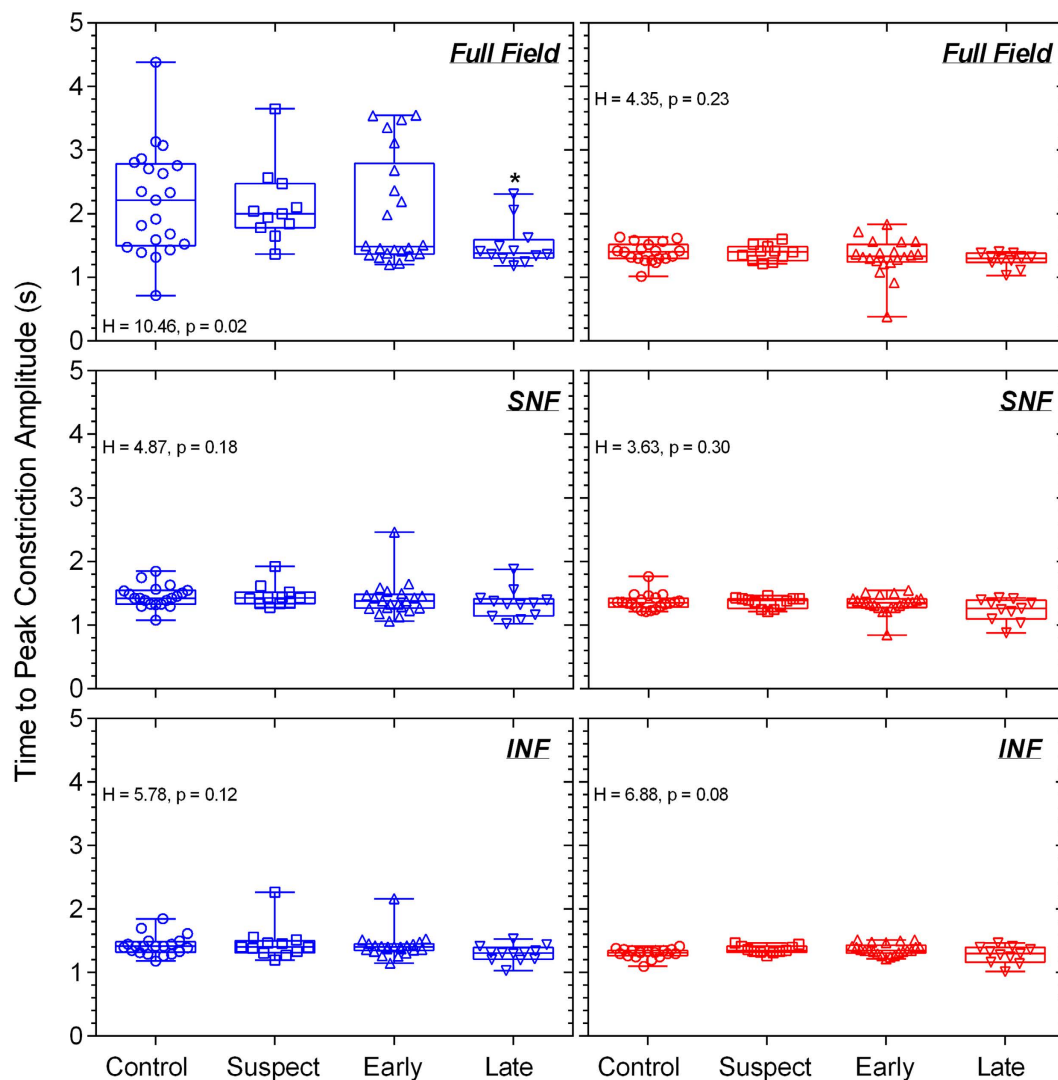 Time to Peak Constriction Amplitude (s)
5
4
3
2
1
0
Full Field
*
H = 10.46, p = 0.02
Full Field
H = 4.35, p = 0.23
5
4
3
2
1
0
SNF
H = 4.87, p = 0.18
SNF
H = 3.63, p = 0.30
5
4
3
2
1
0
INF
H = 5.78, p = 0.12
INF
H = 6.88, p = 0.08
Control Suspect Early Late
Control Suspect Early Late